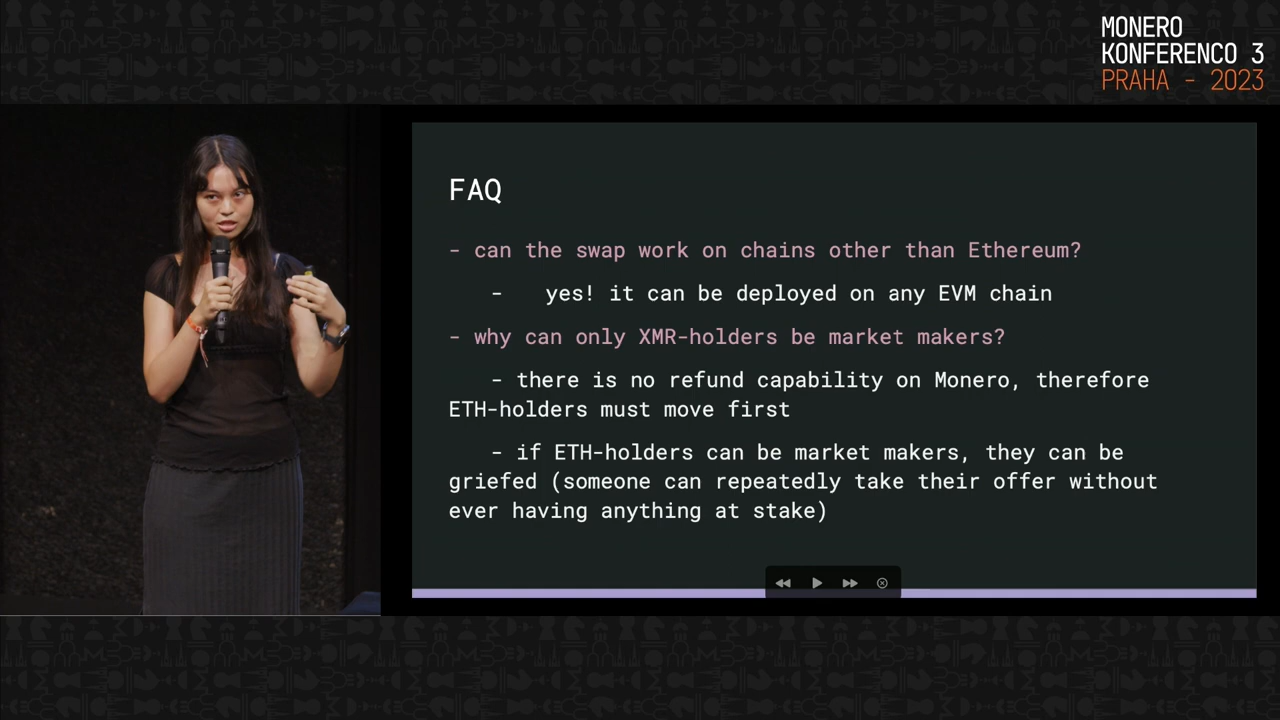 MONERO
KONFERENCO 3
PRAHA - 2023
FAQ
- can the swap work on chains other than Ethereum?
- yes! it can be deployed on any EVM chain
- why can only XMR-holders be market makers?
- there is no refund capability on Monero, therefore
ETH-holders must move first
- if ETH-holders can be market makers, they can be
griefed (someone can repeatedly take their offer without
ever having anything at stake)